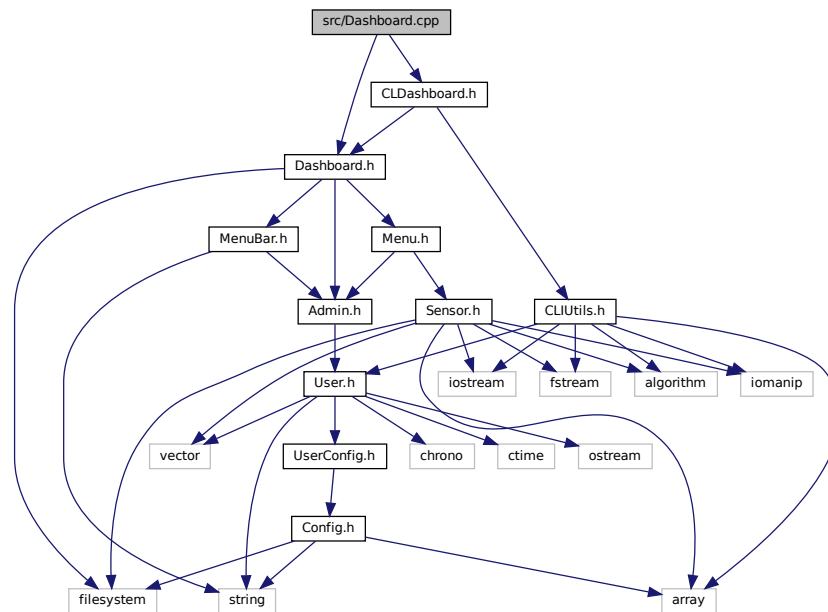 src/Dashboard.cpp
CLDashboard.h
Dashboard.h
MenuBar.h
Menu.h
Admin.h
Sensor.h
CLIUtils.h
User.h
iostream
fstream
algorithm
iomanip
vector
UserConfig.h
chrono
ctime
ostream
Config.h
filesystem
string
array